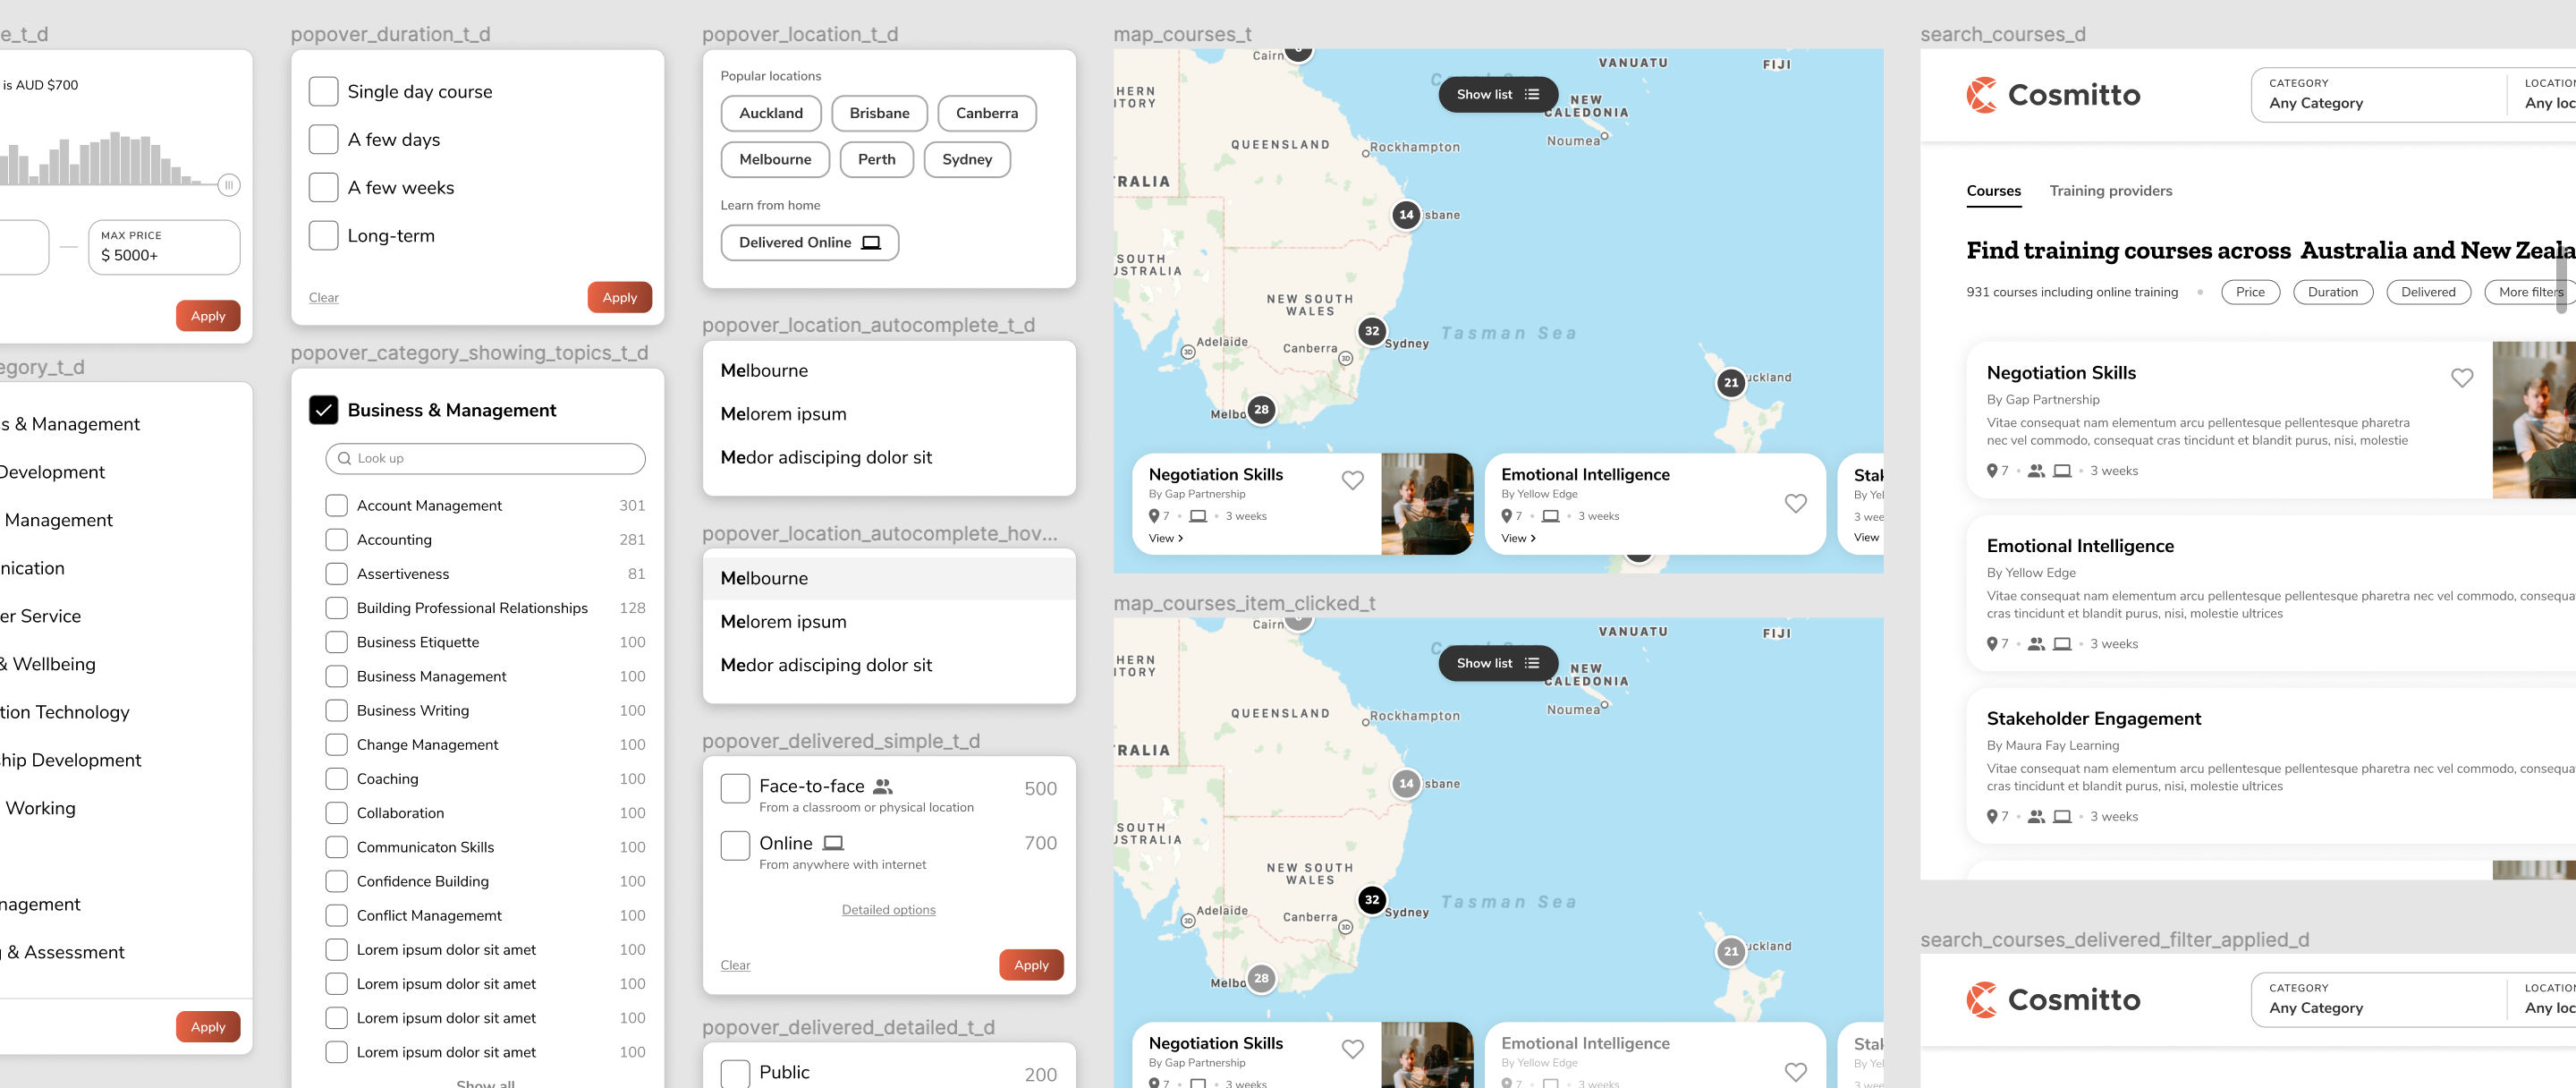 e_t_d
is AUD $700
MAX PRICE
$ 5000+
Apply
egory_t_d
s & Management
Development
Management
nication
er Service
& Wellbeing
tion Technology
hip Development
Working
nagement
g & Assessment
Apply
popover_duration_t_d
Single day course
A few days
A few weeks
Long-term
Clear
Apply
popover_category_showing_topics_t_d
Business & Management
Look up
Account Management 301
Accounting 281
Assertiveness 81
Building Professional Relationships 128
Business Etiquette 100
Business Management 100
Business Writing 100
Change Management 100
Coaching 100
Collaboration 100
Communicaton Skills 100
Confidence Building 100
Conflict Managememt 100
Lorem ipsum dolor sit amet 100
Lorem ipsum dolor sit amet 100
Lorem ipsum dolor sit amet 100
Lorem ipsum dolor sit amet 100
Show all
popover_location_t_d
Popular locations
Auckland Brisbane Canberra
Melbourne Perth Sydney
Learn from home
Delivered Online
popover_location_autocomplete_t_d
Melbourne
Melorem ipsum
Medor adisciping dolor sit
popover_location_autocomplete_hov...
Melbourne
Melorem ipsum
Medor adisciping dolor sit
popover_delivered_simple_t_d
Face-to-face 500
From a classroom or physical location
Online 700
From anywhere with internet
Detailed options
Clear
Apply
popover_delivered_detailed_t_d
Public 200
map_courses_t
Cairn
VANUATU
FIJI
HERN
ITORY
Show list
NEW
CALEDONIA
Noumea
QUEENSLAND
Rockhampton
RALIA
14
sbane
SOUTH
USTRALIA
NEW SOUTH
WALES
32
Sydney
Tasman Sea
Adelaide
3D
Canberra
3D
21
uckland
Melbo
28
Negotiation Skills
By Gap Partnership
7 • • 3 weeks
View >
Emotional Intelligence
By Yellow Edge
7 • • 3 weeks
View >
Stak
By Yel
3 wee
View
map_courses_item_clicked_t
Cairn
VANUATU
FIJI
HERN
ITORY
Show list
NEW
CALEDONIA
Noumea
QUEENSLAND
Rockhampton
RALIA
14
sbane
SOUTH
USTRALIA
NEW SOUTH
WALES
32
Sydney
Tasman Sea
Adelaide
3D
Canberra
3D
21
uckland
Melbo
28
Negotiation Skills
By Gap Partnership
7 • • 3 weeks
Emotional Intelligence
By Yellow Edge
7 • • 3 weeks
Stak
By Yel
3 wee
search_courses_d
Cosmitto
CATEGORY
Any Category
LOCATION
Any loc
Courses Training providers
Find training courses across Australia and New Zeala
931 courses including online training • Price Duration Delivered More filters
Negotiation Skills
By Gap Partnership
Vitae consequat nam elementum arcu pellentesque pellentesque pharetra
nec vel commodo, consequat cras tincidunt et blandit purus, nisi, molestie
7 • • 3 weeks
Emotional Intelligence
By Yellow Edge
Vitae consequat nam elementum arcu pellentesque pellentesque pharetra nec vel commodo, consequa
cras tincidunt et blandit purus, nisi, molestie ultrices
7 • • 3 weeks
Stakeholder Engagement
By Maura Fay Learning
Vitae consequat nam elementum arcu pellentesque pellentesque pharetra nec vel commodo, consequa
cras tincidunt et blandit purus, nisi, molestie ultrices
7 • • 3 weeks
search_courses_delivered_filter_applied_d
Cosmitto
CATEGORY
Any Category
LOCATION
Any loc